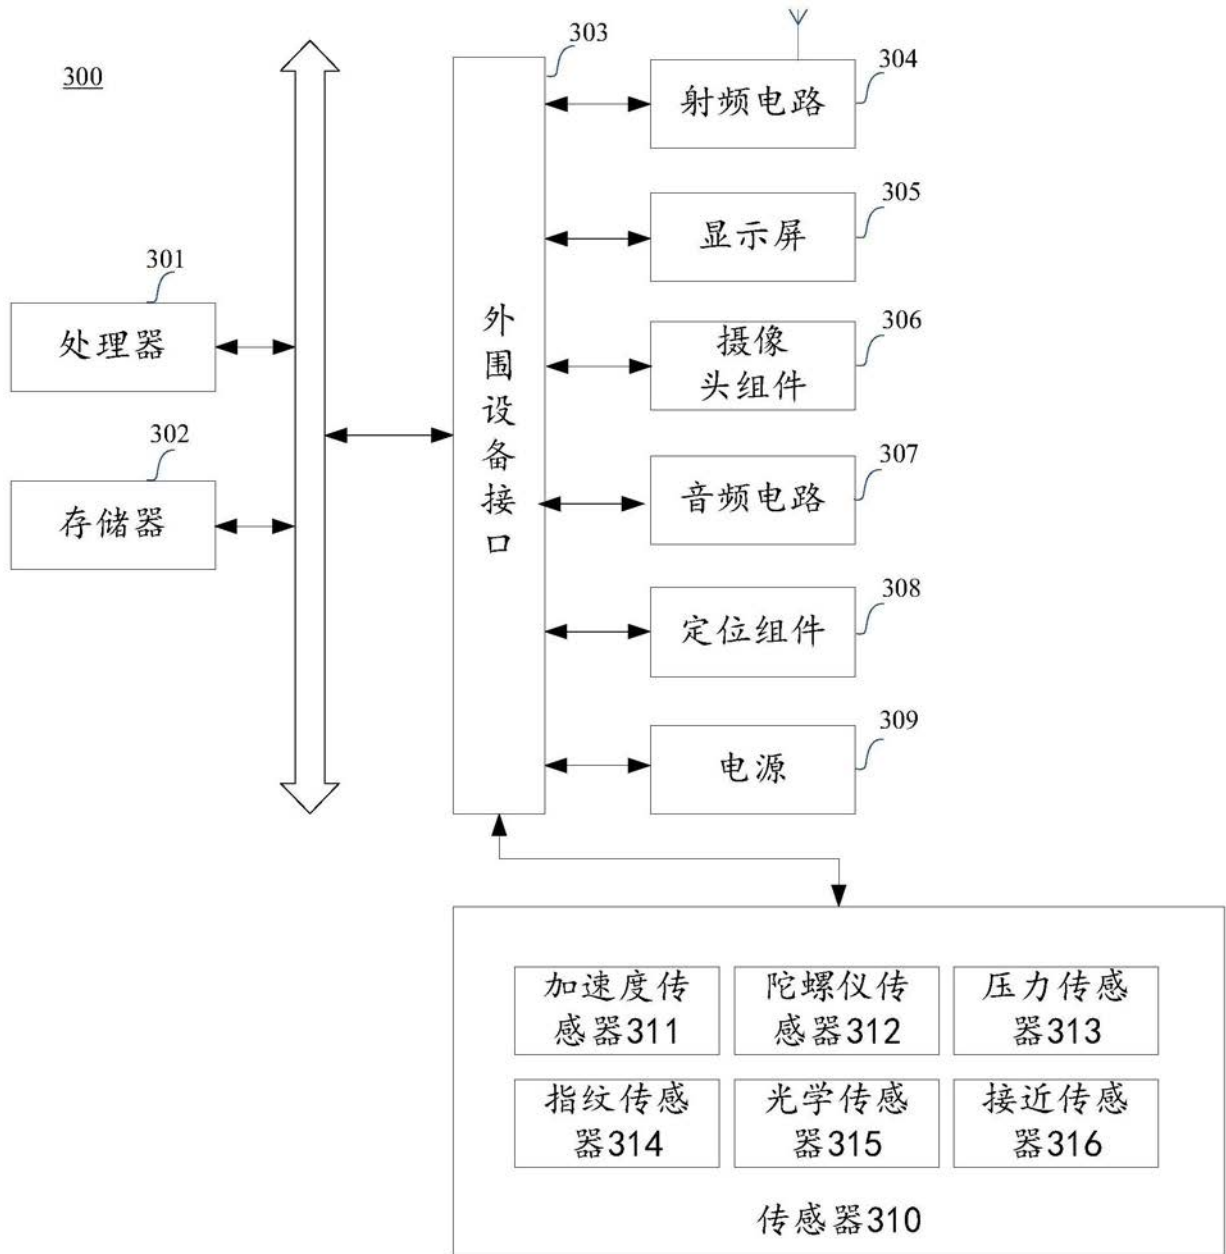 300
303
304
射频电路
305
显示屏
301
处理器
外围设备接口
306
摄像
头组件
302
存储器
307
音频电路
308
定位组件
309
电源
加速度传
感器311
陀螺仪传
感器312
压力传感
器313
指纹传感
器314
光学传感
器315
接近传感
器316
传感器310